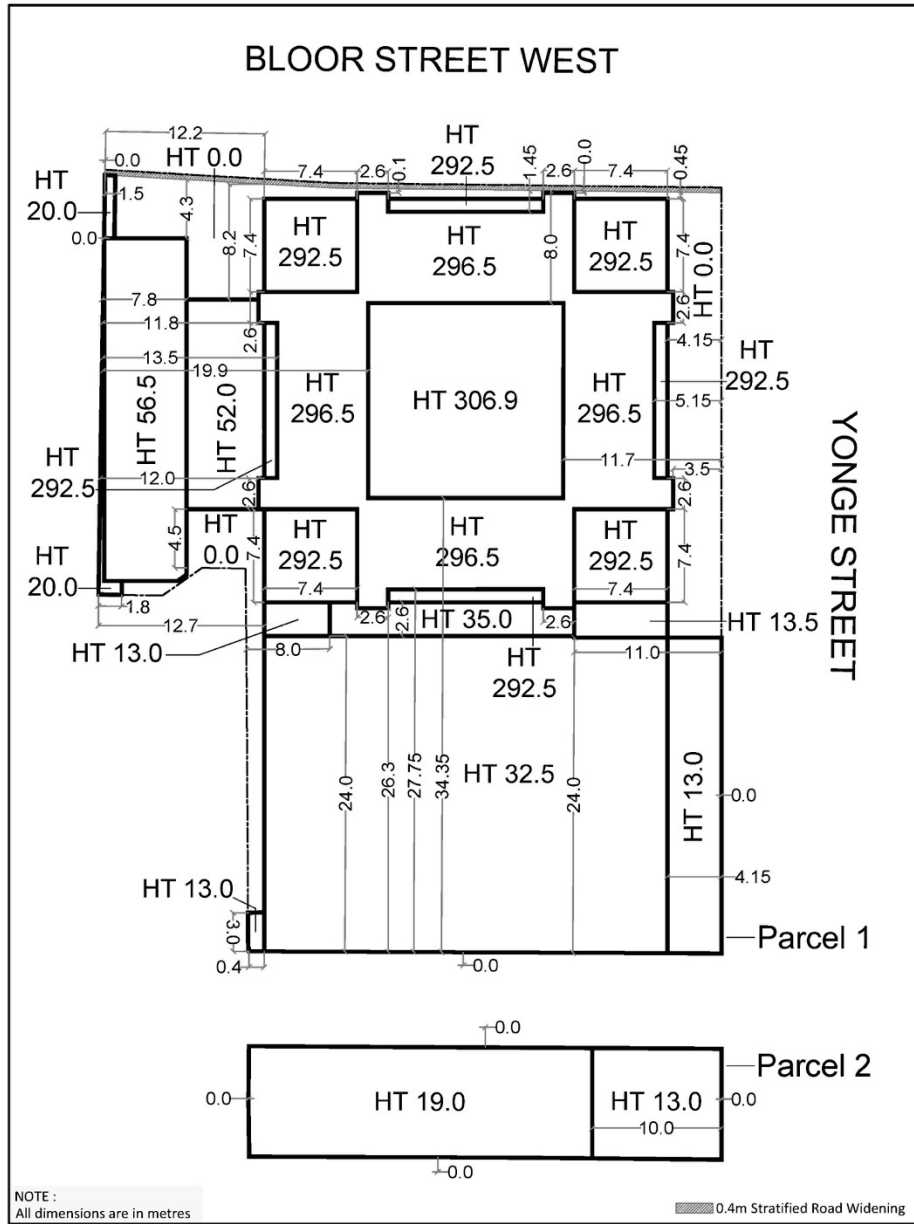 BLOOR STREET WEST
12.2
0.0
HT 0.0
HT
292.5
7.4
2.6
0.1
1.45
2.6
0.0
7.4
0.45
HT
20.0
1.5
4.3
8.2
7.4
HT
292.5
HT
296.5
8.0
HT
292.5
7.4
HT 0.0
0.0
7.8
11.8
2.6
13.5
19.9
2.6
4.15
HT
292.5
5.15
HT 56.5
HT 52.0
HT
296.5
HT 306.9
HT
296.5
11.7
3.5
YONGE STREET
HT
292.5
12.0
2.6
2.6
4.5
HT
0.0
7.4
HT
292.5
7.4
HT
296.5
HT
292.5
7.4
7.4
HT
20.0
1.8
12.7
2.6
2.6
HT 35.0
2.6
HT 13.5
HT 13.0
8.0
HT
292.5
11.0
HT 32.5
24.0
26.3
27.75
34.35
24.0
HT 13.0
0.0
4.15
HT 13.0
3.0
0.4
0.0
Parcel 1
0.0
Parcel 2
0.0
HT 19.0
HT 13.0
0.0
10.0
0.0
NOTE :
All dimensions are in metres
0.4m Stratified Road Widening